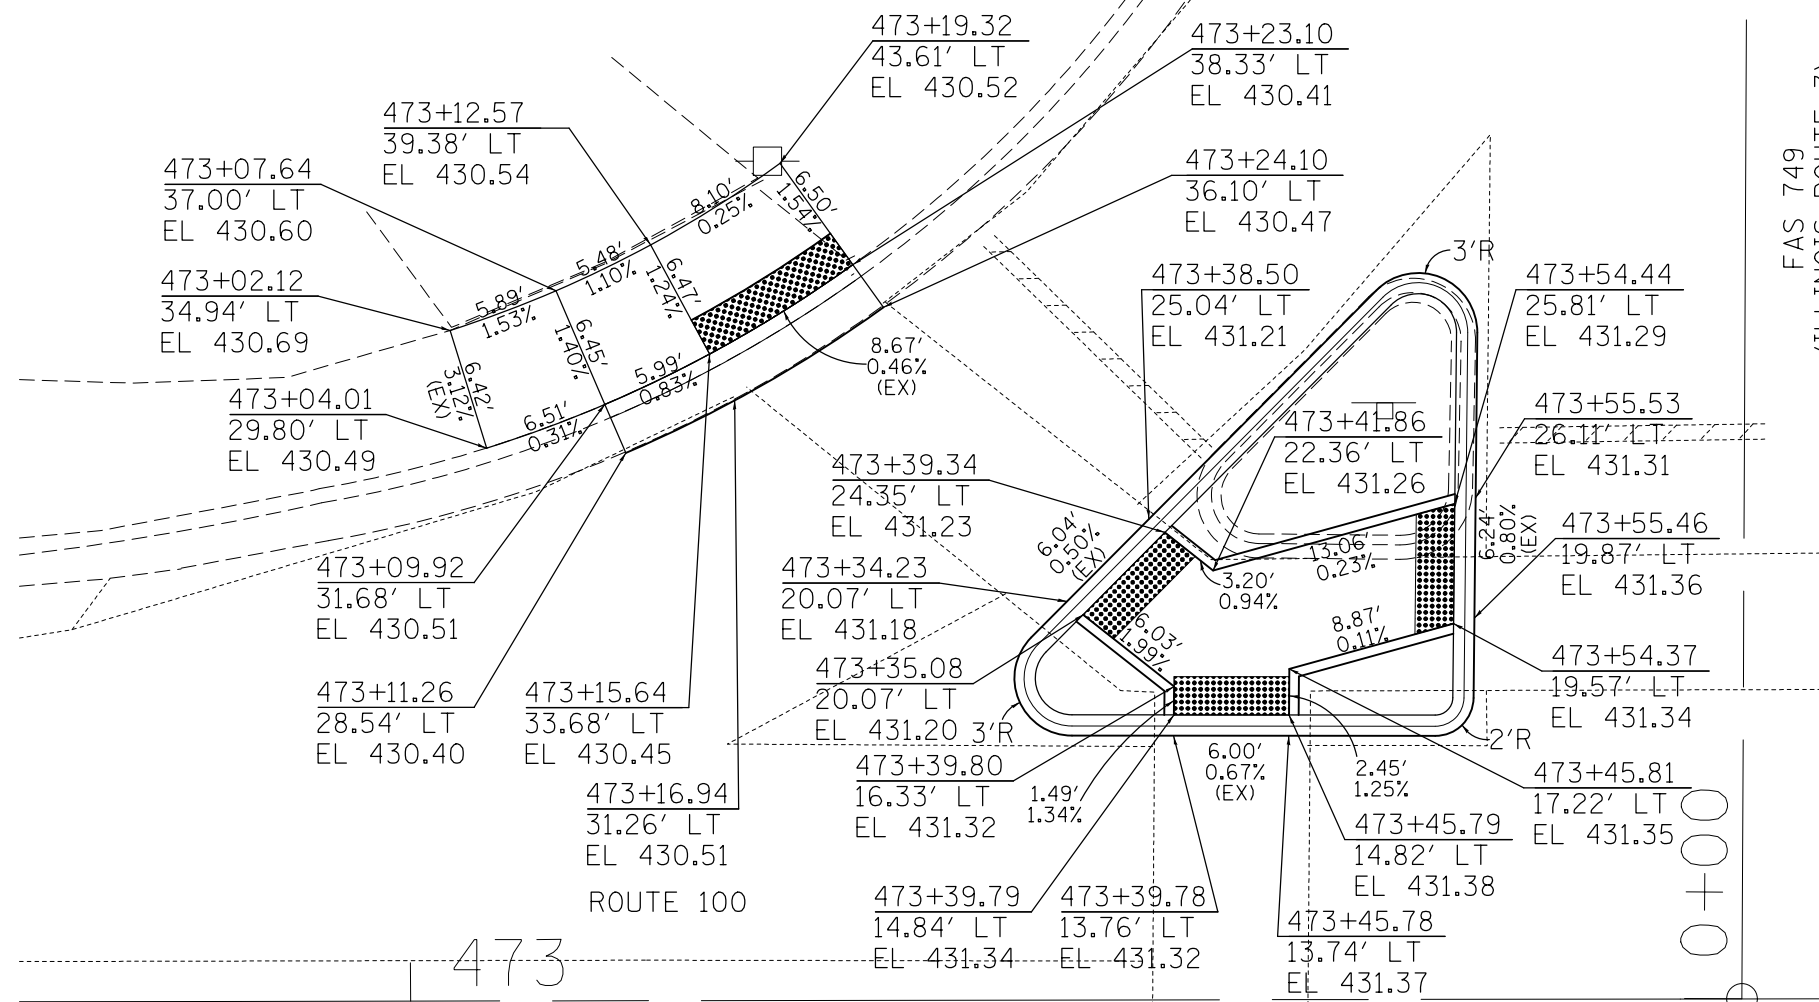 473+19.32
43.61' LT
EL 430.52
473+23.10
38.33' LT
EL 430.41
473+12.57
39.38' LT
EL 430.54
473+07.64
37.00' LT
EL 430.60
473+24.10
36.10' LT
EL 430.47
473+02.12
34.94' LT
EL 430.69
473+38.50
25.04' LT
EL 431.21
473+54.44
25.81' LT
EL 431.29
473+04.01
29.80' LT
EL 430.49
473+55.53
26.11' LT
EL 431.31
473+41.86
22.36' LT
EL 431.26
473+39.34
24.35' LT
EL 431.23
473+55.46
19.87' LT
EL 431.36
473+09.92
31.68' LT
EL 430.51
473+34.23
20.07' LT
EL 431.18
473+54.37
19.57' LT
EL 431.34
473+11.26
28.54' LT
EL 430.40
473+15.64
33.68' LT
EL 430.45
473+35.08
20.07' LT
EL 431.20
473+16.94
31.26' LT
EL 430.51
473+39.80
16.33' LT
EL 431.32
473+45.81
17.22' LT
EL 431.35
473+45.79
14.82' LT
EL 431.38
473+39.79
14.84' LT
EL 431.34
473+39.78
13.76' LT
EL 431.32
473+45.78
13.74' LT
EL 431.37
5.89'
1.53%
5.48'
1.10%
8.10'
0.25%
6.50'
1.54%
6.47'
1.24%
6.45'
1.40%
6.42'
3.12%
(EX)
6.51'
0.31%
5.99'
0.83%
8.67'
0.46%
(EX)
6.04'
0.50%
(EX)
3.20'
0.94%
13.06'
0.23%
6.24'
0.80%
(EX)
8.87'
0.11%
6.03'
1.99%
6.00'
0.67%
(EX)
1.49'
1.34%
2.45'
1.25%
3'R
3'R
2'R
ROUTE 100
473
0+00
FAS 749